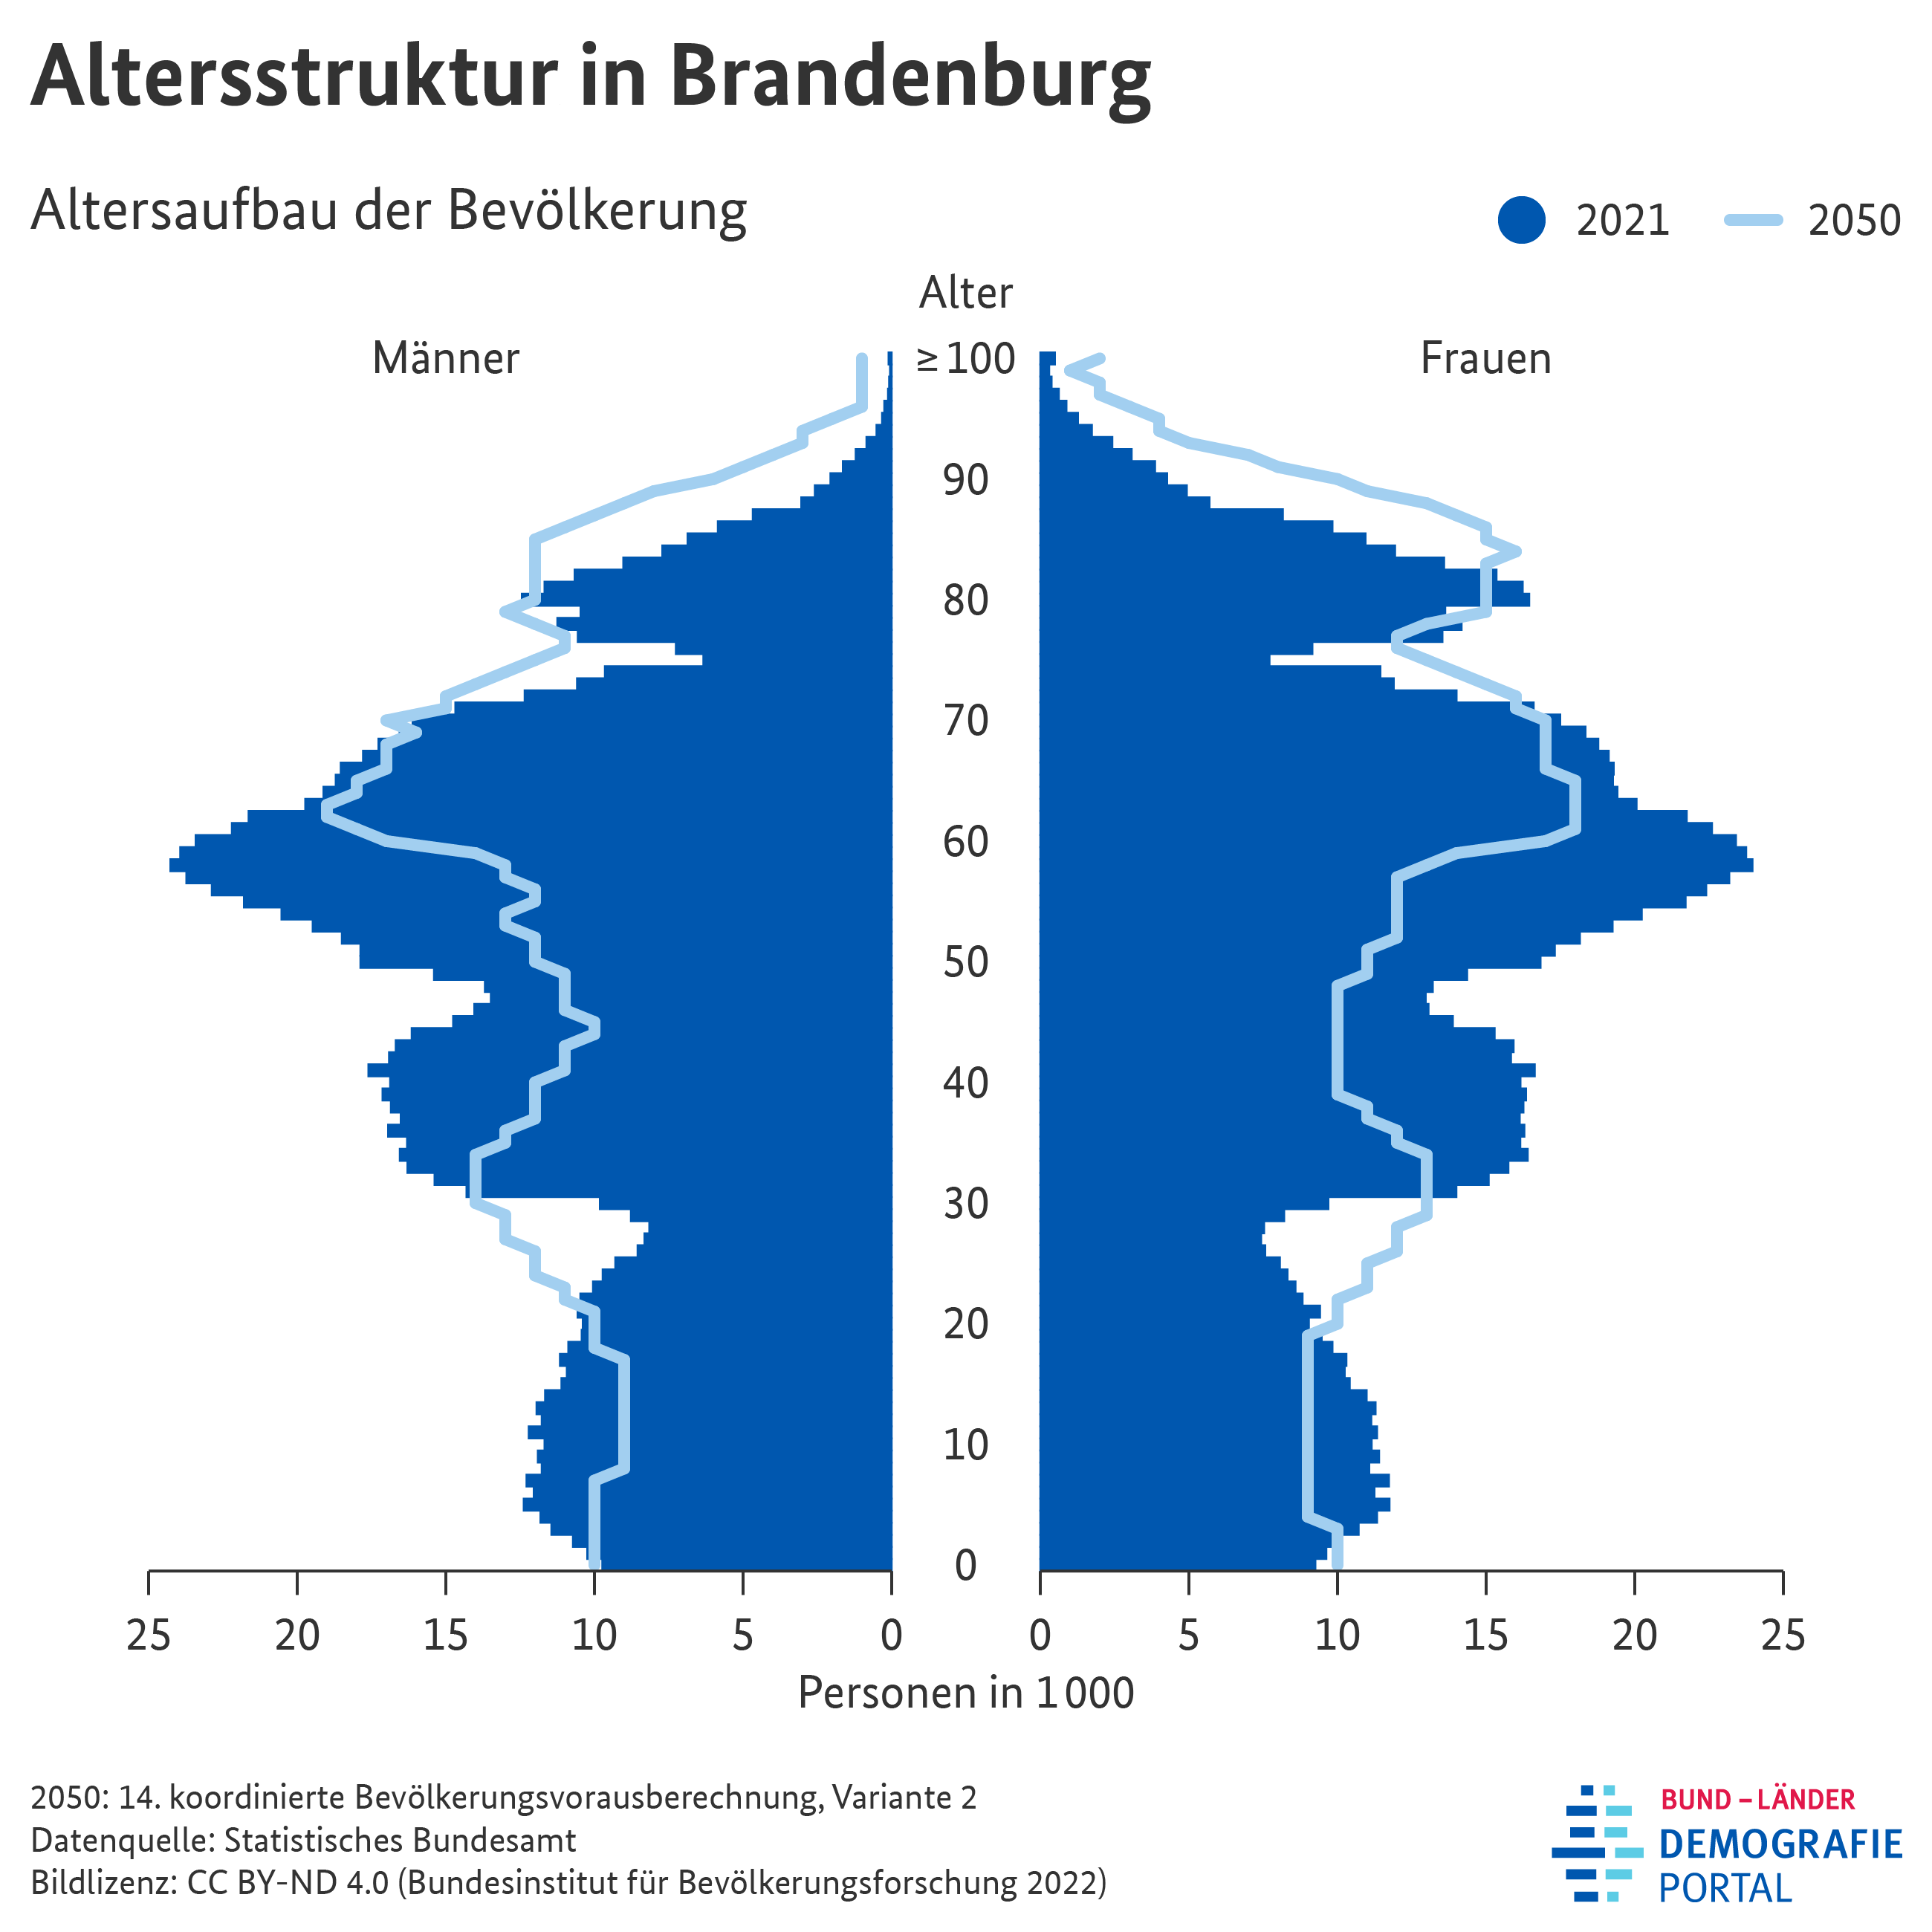 Altersstruktur in Brandenburg
Altersaufbau der Bevölkerung
2021 2050
Alter
Männer ≥ 100 Frauen
90
80
70
60
50
40
30
20
10
0
25 20 15 10 5 0 0 5 10 15 20 25
Personen in 1 000
2050: 14. koordinierte Bevölkerungsvorausberechnung, Variante 2
Datenquelle: Statistisches Bundesamt
Bildlizenz: CC BY-ND 4.0 (Bundesinstitut für Bevölkerungsforschung 2022)
BUND – LÄNDER
DEMOGRAFIE
PORTAL